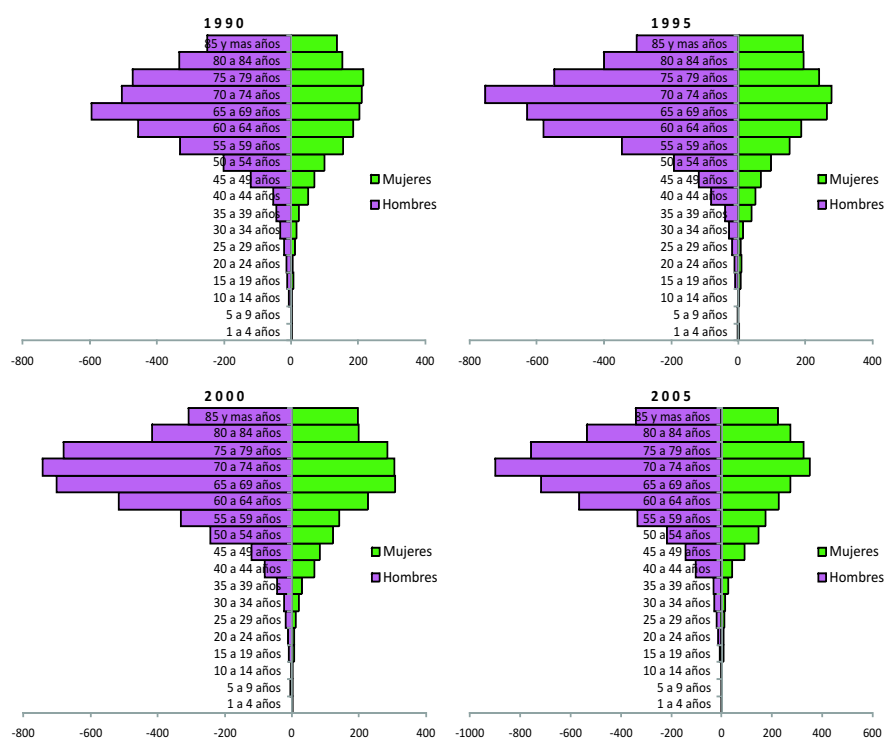 1990
85 y mas años
80 a 84 años
75 a 79 años
70 a 74 años
65 a 69 años
60 a 64 años
55 a 59 años
50 a 54 años
45 a 49 años
40 a 44 años
35 a 39 años
30 a 34 años
25 a 29 años
20 a 24 años
15 a 19 años
10 a 14 años
5 a 9 años
1 a 4 años
Mujeres
Hombres
-800 -600 -400 -200 0 200 400
1995
85 y mas años
80 a 84 años
75 a 79 años
70 a 74 años
65 a 69 años
60 a 64 años
55 a 59 años
50 a 54 años
45 a 49 años
40 a 44 años
35 a 39 años
30 a 34 años
25 a 29 años
20 a 24 años
15 a 19 años
10 a 14 años
5 a 9 años
1 a 4 años
Mujeres
Hombres
-800 -600 -400 -200 0 200 400
2000
85 y mas años
80 a 84 años
75 a 79 años
70 a 74 años
65 a 69 años
60 a 64 años
55 a 59 años
50 a 54 años
45 a 49 años
40 a 44 años
35 a 39 años
30 a 34 años
25 a 29 años
20 a 24 años
15 a 19 años
10 a 14 años
5 a 9 años
1 a 4 años
Mujeres
Hombres
-800 -600 -400 -200 0 200 400
2005
85 y mas años
80 a 84 años
75 a 79 años
70 a 74 años
65 a 69 años
60 a 64 años
55 a 59 años
50 a 54 años
45 a 49 años
40 a 44 años
35 a 39 años
30 a 34 años
25 a 29 años
20 a 24 años
15 a 19 años
10 a 14 años
5 a 9 años
1 a 4 años
Mujeres
Hombres
-1000 -800 -600 -400 -200 0 200 400 600